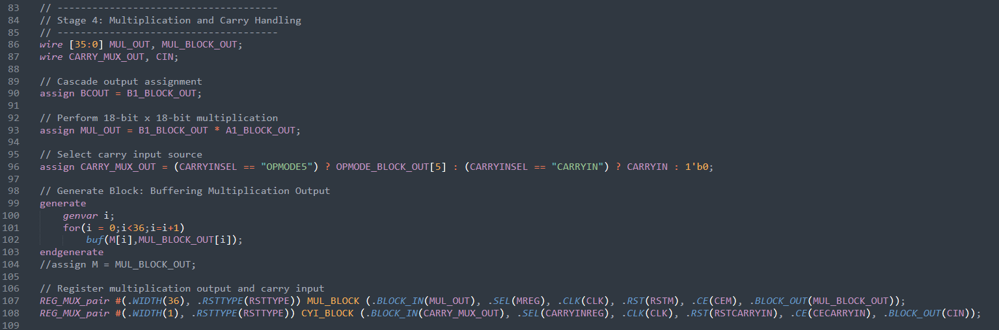 83 // --------------------------------------
84 // Stage 4: Multiplication and Carry Handling
85 // --------------------------------------
86 wire [35:0] MUL_OUT, MUL_BLOCK_OUT;
87 wire CARRY_MUX_OUT, CIN;
88
89 // Cascade output assignment
90 assign BCOUT = B1_BLOCK_OUT;
91
92 // Perform 18-bit x 18-bit multiplication
93 assign MUL_OUT = B1_BLOCK_OUT * A1_BLOCK_OUT;
94
95 // Select carry input source
96 assign CARRY_MUX_OUT = (CARRYINSEL == "OPMODE5") ? OPMODE_BLOCK_OUT[5] : (CARRYINSEL == "CARRYIN") ? CARRYIN : 1'b0;
97
98 // Generate Block: Buffering Multiplication Output
99 generate
100     genvar i;
101     for(i = 0;i<36;i=i+1)
102         buf(M[i],MUL_BLOCK_OUT[i]);
103 endgenerate
104 //assign M = MUL_BLOCK_OUT;
105
106 // Register multiplication output and carry input
107 REG_MUX_pair #(.WIDTH(36), .RSTTYPE(RSTTYPE)) MUL_BLOCK (.BLOCK_IN(MUL_OUT), .SEL(MREG), .CLK(CLK), .RST(RSTM), .CE(CEM), .BLOCK_OUT(MUL_BLOCK_OUT));
108 REG_MUX_pair #(.WIDTH(1), .RSTTYPE(RSTTYPE)) CYI_BLOCK (.BLOCK_IN(CARRY_MUX_OUT), .SEL(CARRYINREG), .CLK(CLK), .RST(RSTCARRYIN), .CE(CECARRYIN), .BLOCK_OUT(CIN));
109